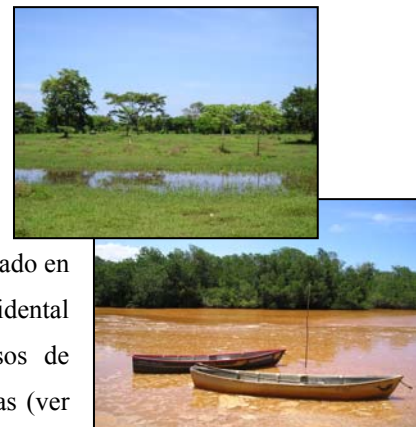 ado en
idental
sos de
as (ver